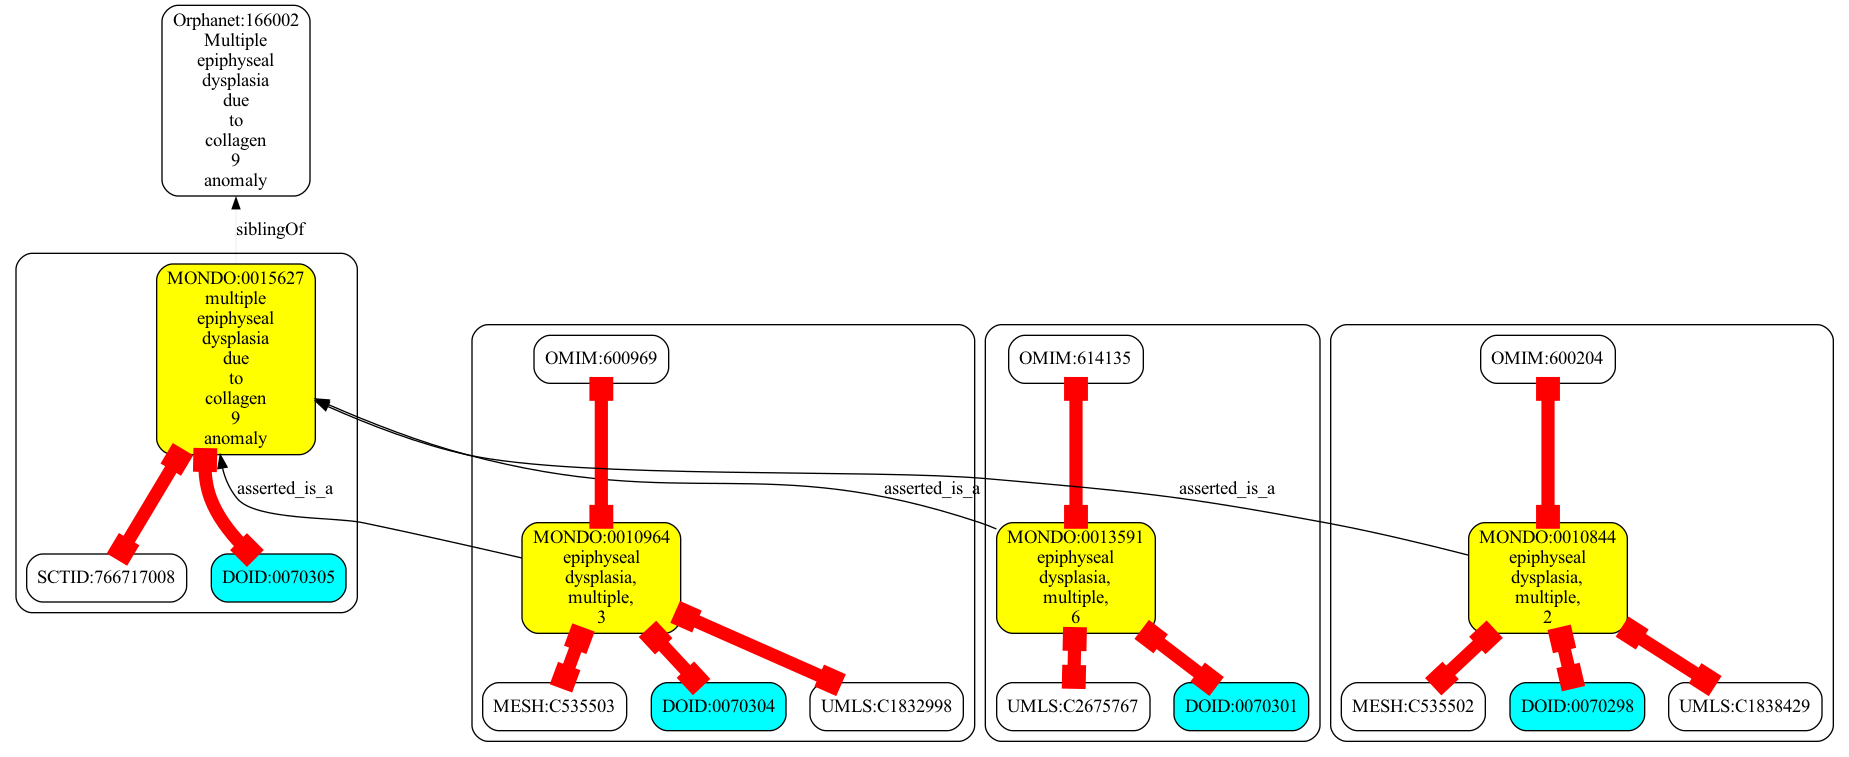 Orphanet:166002
Multiple
epiphyseal
dysplasia
due
to
collagen
9
anomaly
siblingOf
MONDO:0015627
multiple
epiphyseal
dysplasia
due
to
collagen
9
anomaly
OMIM:600969
OMIM:614135
OMIM:600204
asserted_is_a
asserted_is_a
asserted_is_a
SCTID:766717008
DOID:0070305
MONDO:0010964
epiphyseal
dysplasia,
multiple,
3
MONDO:0013591
epiphyseal
dysplasia,
multiple,
6
MONDO:0010844
epiphyseal
dysplasia,
multiple,
2
MESH:C535503
DOID:0070304
UMLS:C1832998
UMLS:C2675767
DOID:0070301
MESH:C535502
DOID:0070298
UMLS:C1838429